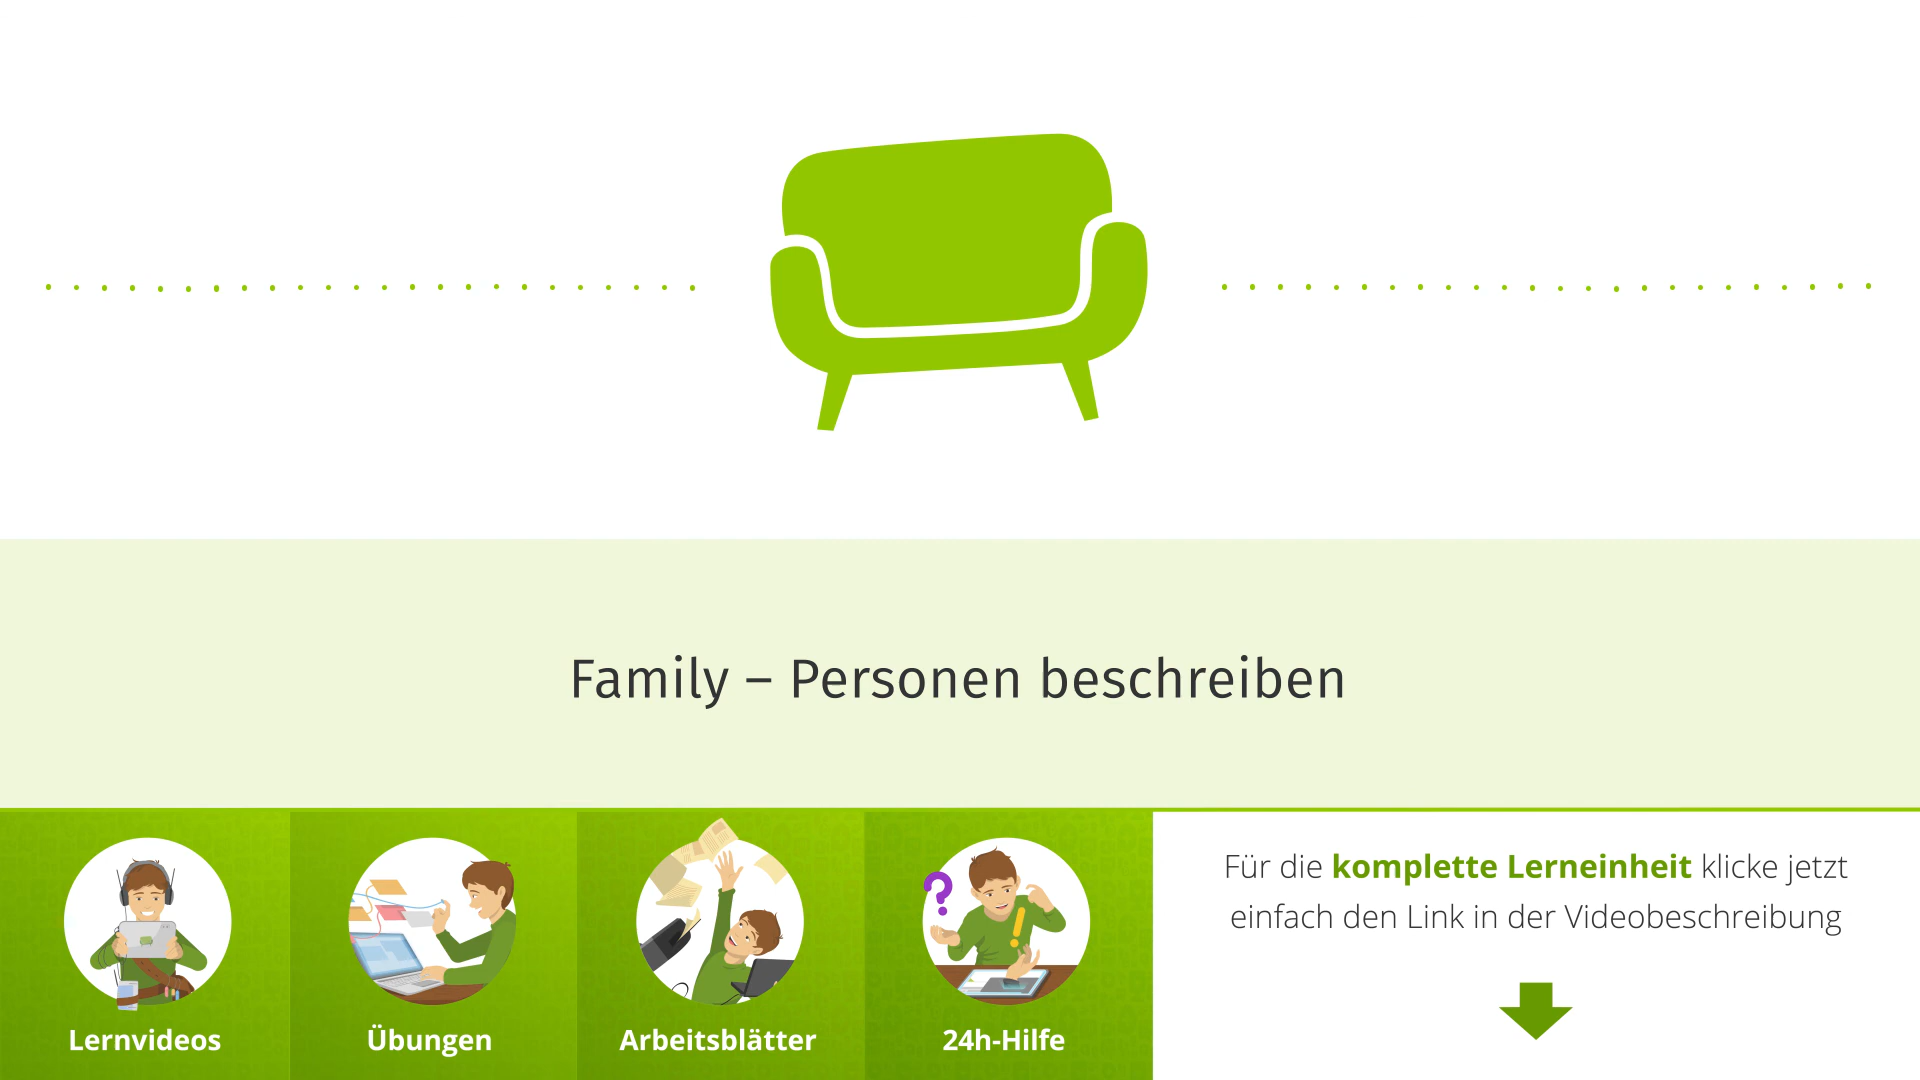 Family – Personen beschreiben
Lernvideos
Übungen
Arbeitsblätter
24h-Hilfe
Für die komplette Lerneinheit klicke jetzt
einfach den Link in der Videobeschreibung